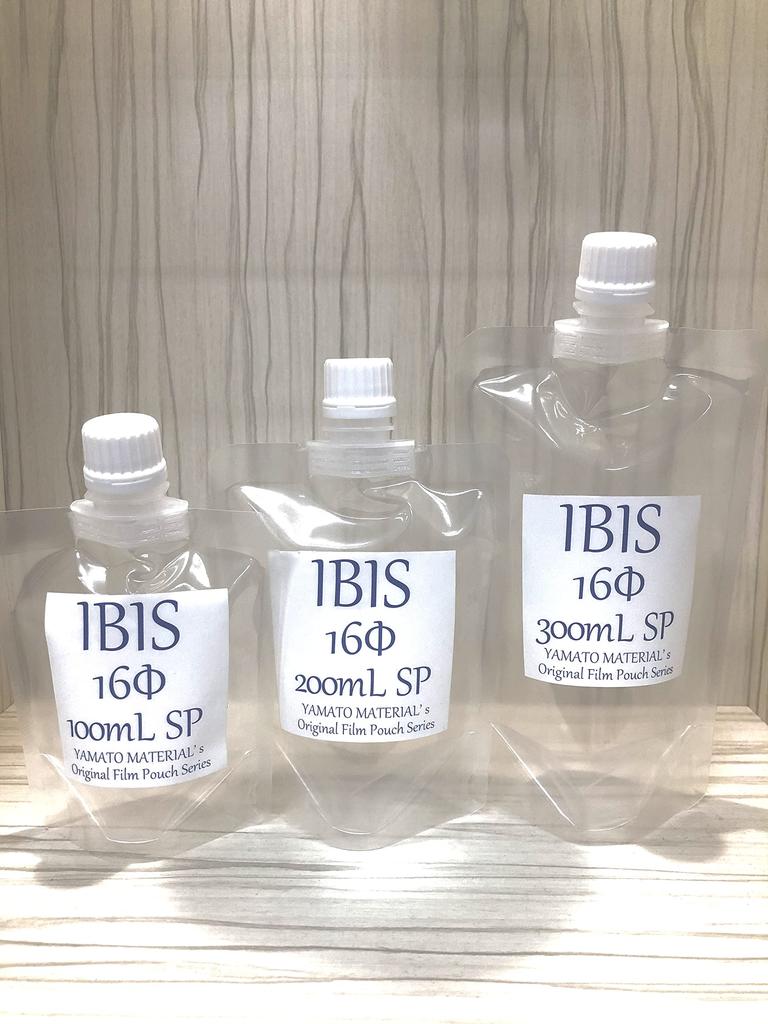 IBIS
16Φ
100mL SP
YAMATO MATERIAL's
Original Film Pouch Series
IBIS
16Φ
200mL SP
YAMATO MATERIAL's
Original Film Pouch Series
IBIS
16Φ
300mL SP
YAMATO MATERIAL's
Original Film Pouch Series